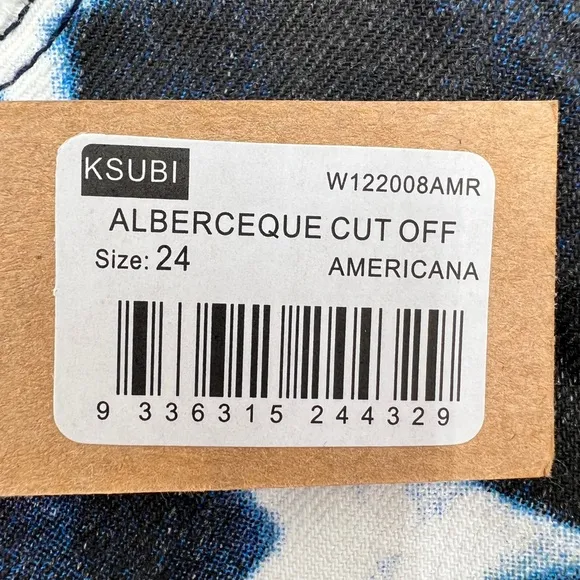 KSUBI
W122008AMR
ALBERCEQUE CUT OFF
Size: 24
AMERICANA
9 336315 244329